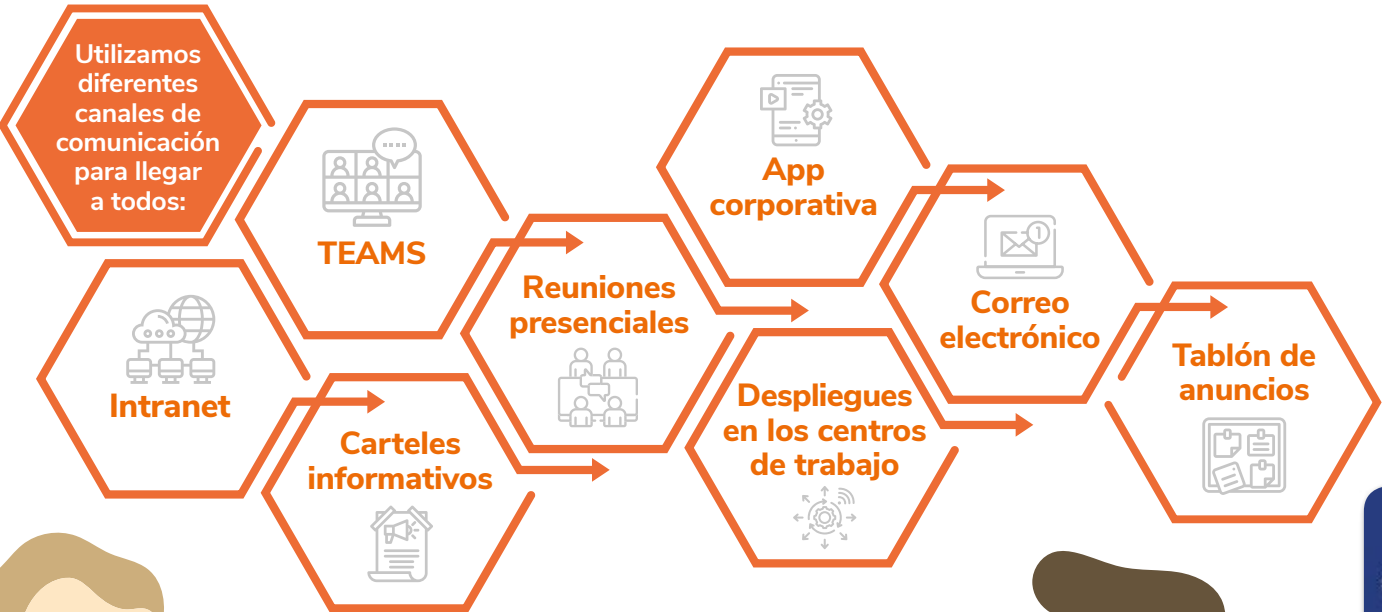 Utilizamos
diferentes
canales de
comunicación
para llegar
a todos:
TEAMS
Intranet
Carteles
informativos
Reuniones
presenciales
App
corporativa
Despliegues
en los centros
de trabajo
Correo
electrónico
1
Tablón de
anuncios